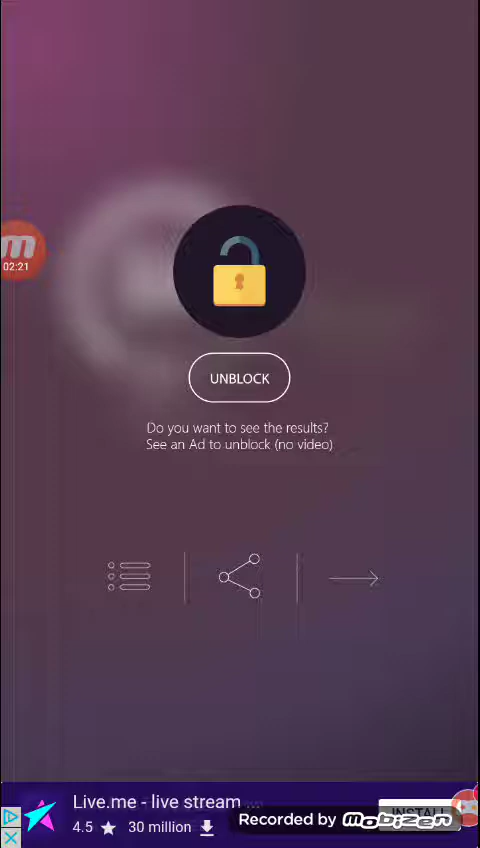 02:21
UNBLOCK
Do you want to see the results?
See an Ad to unblock (no video)
Live.me - live stream ...
INSTALL
4.5 30 million
Recorded by mobizen